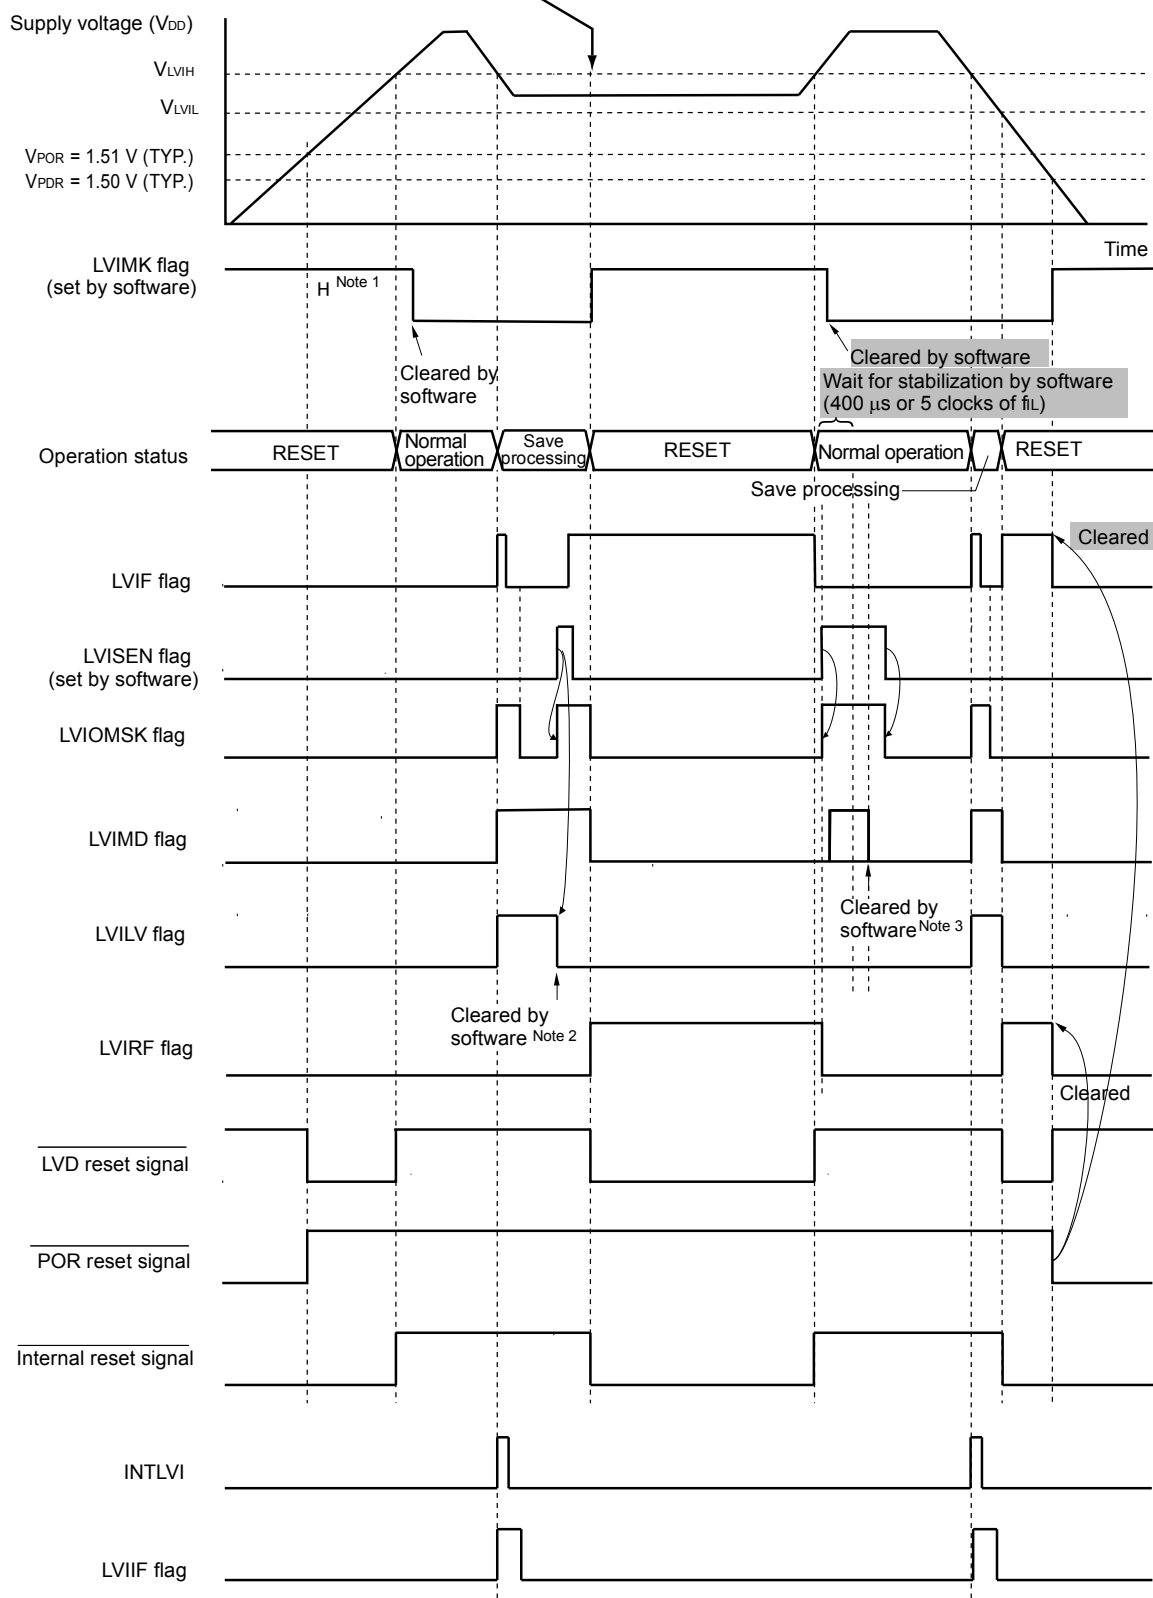 Supply voltage (VDD)
VLVIH
VLVIL
VPOR = 1.51 V (TYP.)
VPDR = 1.50 V (TYP.)
Time
LVIMK flag
(set by software)
H Note 1
Cleared by
software
Cleared by software
Wait for stabilization by software
(400 μs or 5 clocks of fIL)
Operation status
RESET
Normal
operation
Save
processing
RESET
Normal operation
RESET
Save processing
Cleared
LVIF flag
LVISEN flag
(set by software)
LVIOMSK flag
LVIMD flag
Cleared by
software Note 3
LVILV flag
Cleared by
software Note 2
LVIRF flag
Cleared
LVD reset signal
POR reset signal
Internal reset signal
INTLVI
LVIIF flag